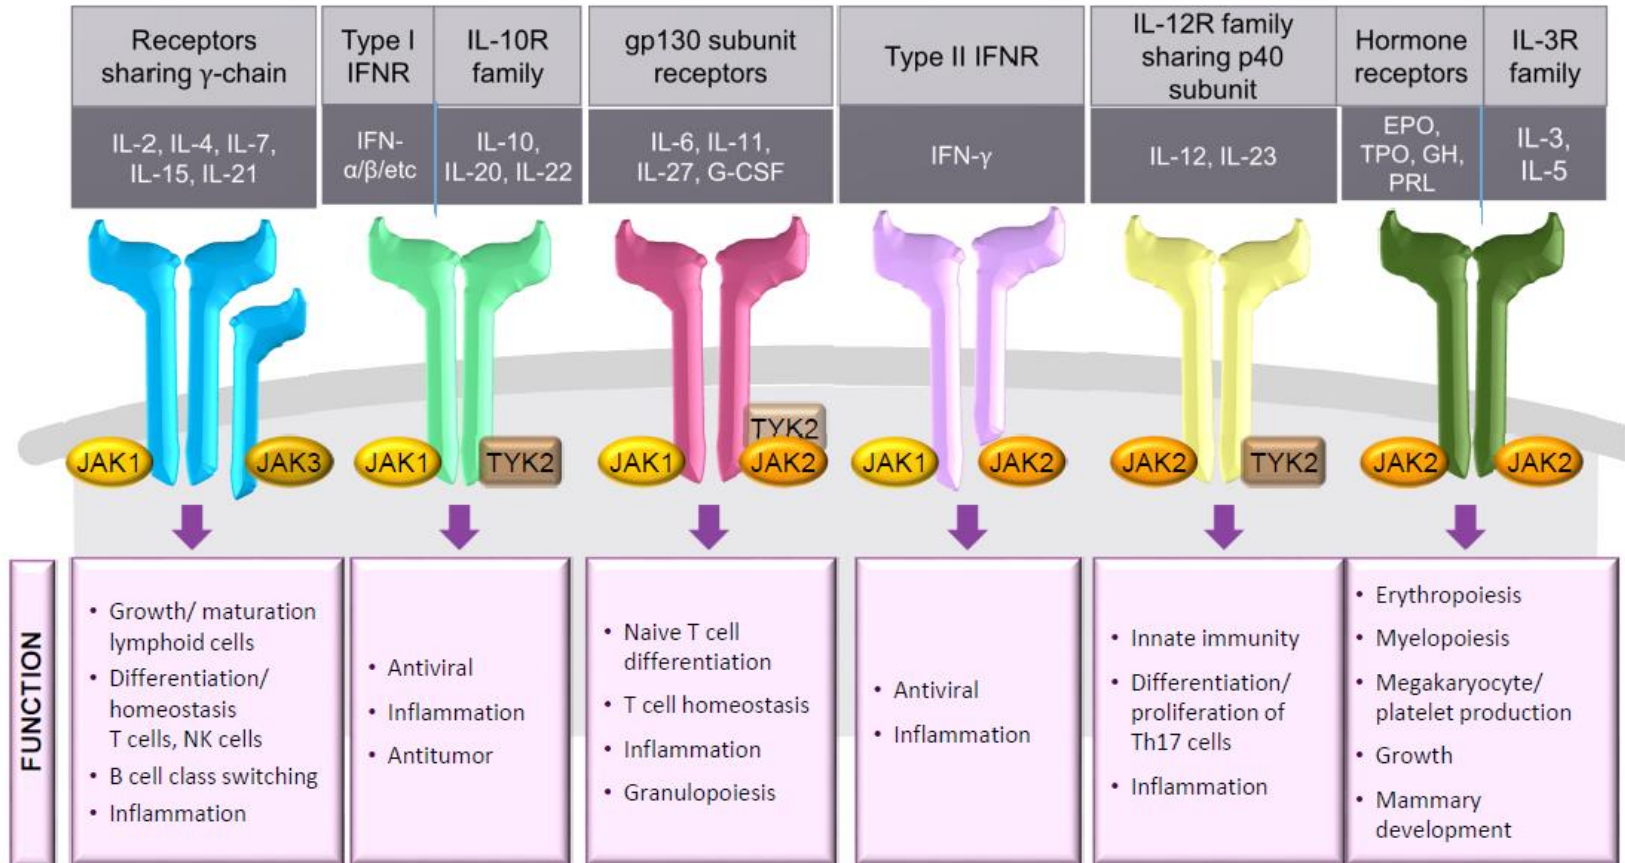 Receptors
sharing γ-chain
Type I
IFNR
IL-10R
family
gp130 subunit
receptors
Type II IFNR
IL-12R family
sharing p40
subunit
Hormone
receptors
IL-3R
family
IL-2, IL-4, IL-7,
IL-15, IL-21
IFN-
α/β/etc
IL-10,
IL-20, IL-22
IL-6, IL-11,
IL-27, G-CSF
IFN-γ
IL-12, IL-23
EPO,
TPO, GH,
PRL
IL-3,
IL-5
JAK1
JAK3
JAK1
TYK2
JAK1
TYK2
JAK2
JAK1
JAK2
JAK2
TYK2
JAK2
JAK2
FUNCTION
• Growth/ maturation
lymphoid cells
• Differentiation/
homeostasis
T cells, NK cells
• B cell class switching
• Inflammation
• Antiviral
• Inflammation
• Antitumor
• Naive T cell
differentiation
• T cell homeostasis
• Inflammation
• Granulopoiesis
• Antiviral
• Inflammation
• Innate immunity
• Differentiation/
proliferation of
Th17 cells
• Inflammation
• Erythropoiesis
• Myelopoiesis
• Megakaryocyte/
platelet production
• Growth
• Mammary
development